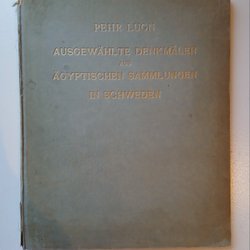 PEHR LUGN
AUSGEWÄHLTE DENKMÄLER
AUS
ÄGYPTISCHEN SAMMLUNGEN
IN SCHWEDEN